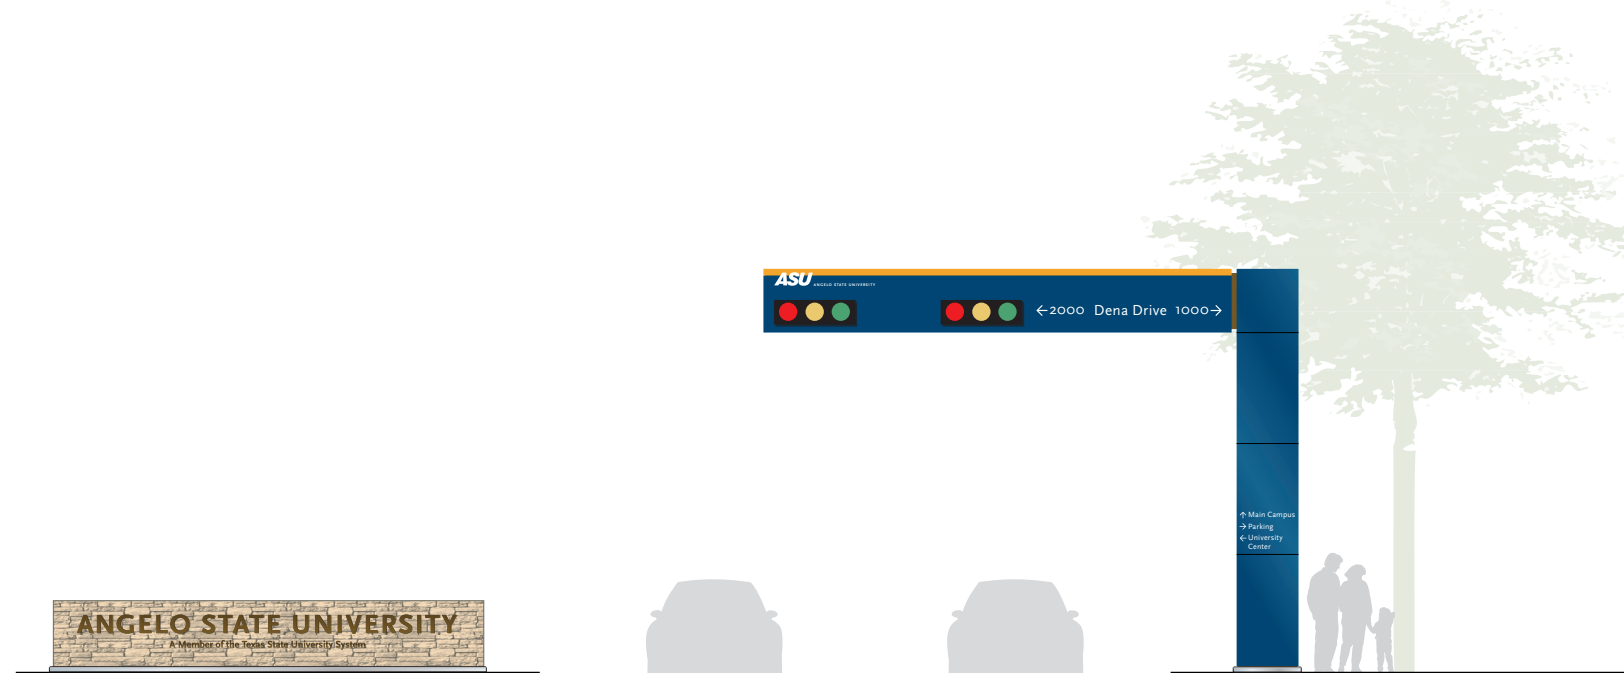 ASU ANGELO STATE UNIVERSITY
←2000 Dena Drive 1000→
↑ Main Campus
→ Parking
← University
Center
ANGELO STATE UNIVERSITY
A Member of the Texas State University System